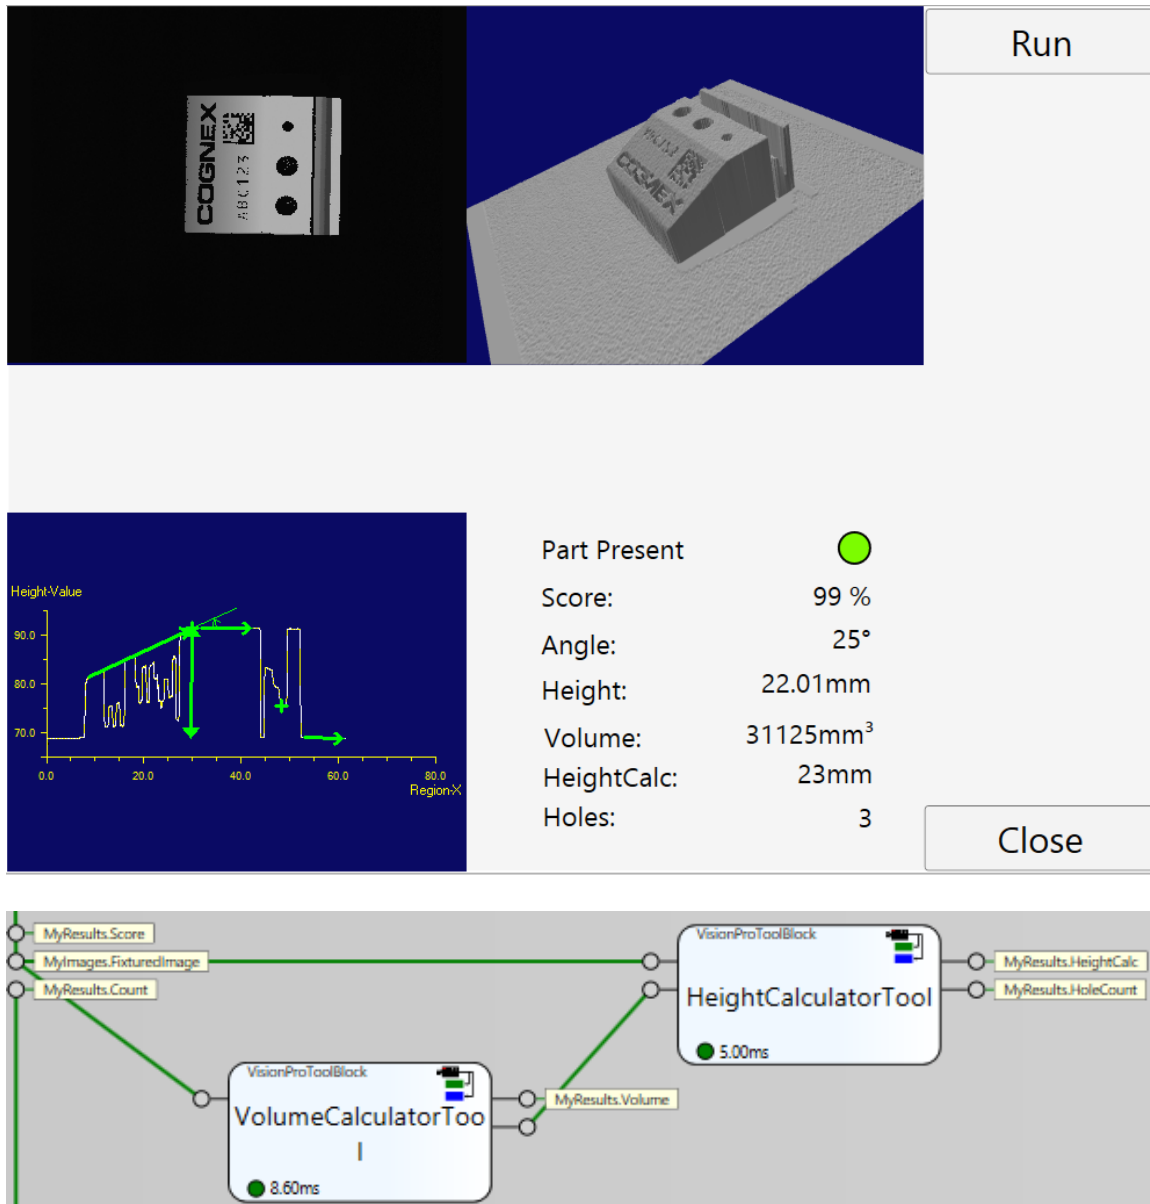 Run
COGNEX
ABC123
COGNEX
Height-Value
90.0
80.0
70.0
0.0 20.0 40.0 60.0 80.0
Region-X
Part Present
Score: 99 %
Angle: 25°
Height: 22.01mm
Volume: 31125mm³
HeightCalc: 23mm
Holes: 3
Close
MyResults.Score
MyImages.FixturedImage
MyResults.Count
VisionProToolBlock
HeightCalculatorTool
5.00ms
MyResults.HeightCalc
MyResults.HoleCount
VisionProToolBlock
VolumeCalculatorToo
l
8.60ms
MyResults.Volume